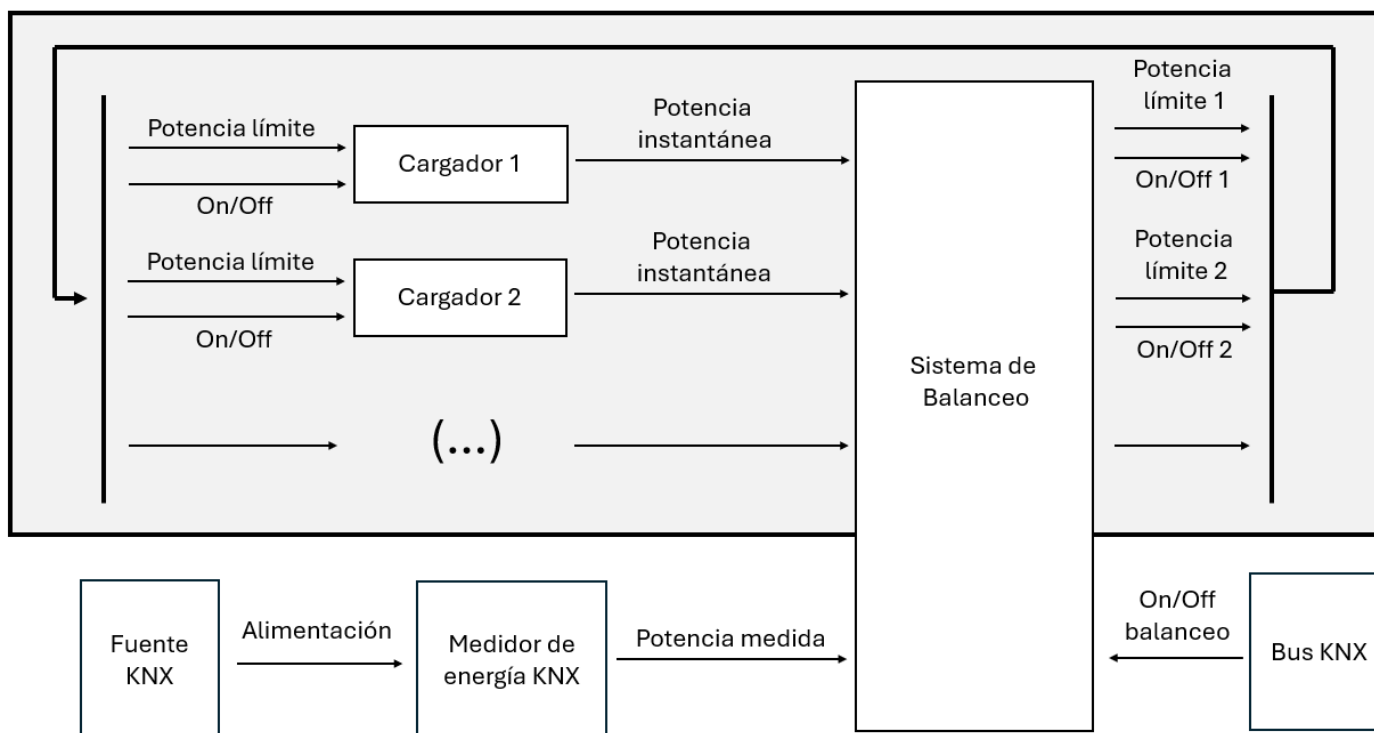 Potencia límite
On/Off
Cargador 1
Potencia
instantánea
Potencia
límite 1
On/Off 1
Potencia límite
On/Off
Cargador 2
Potencia
instantánea
Potencia
límite 2
On/Off 2
(...)
Sistema de
Balanceo
Fuente
KNX
Alimentación
Medidor de
energía KNX
Potencia medida
On/Off
balanceo
Bus KNX